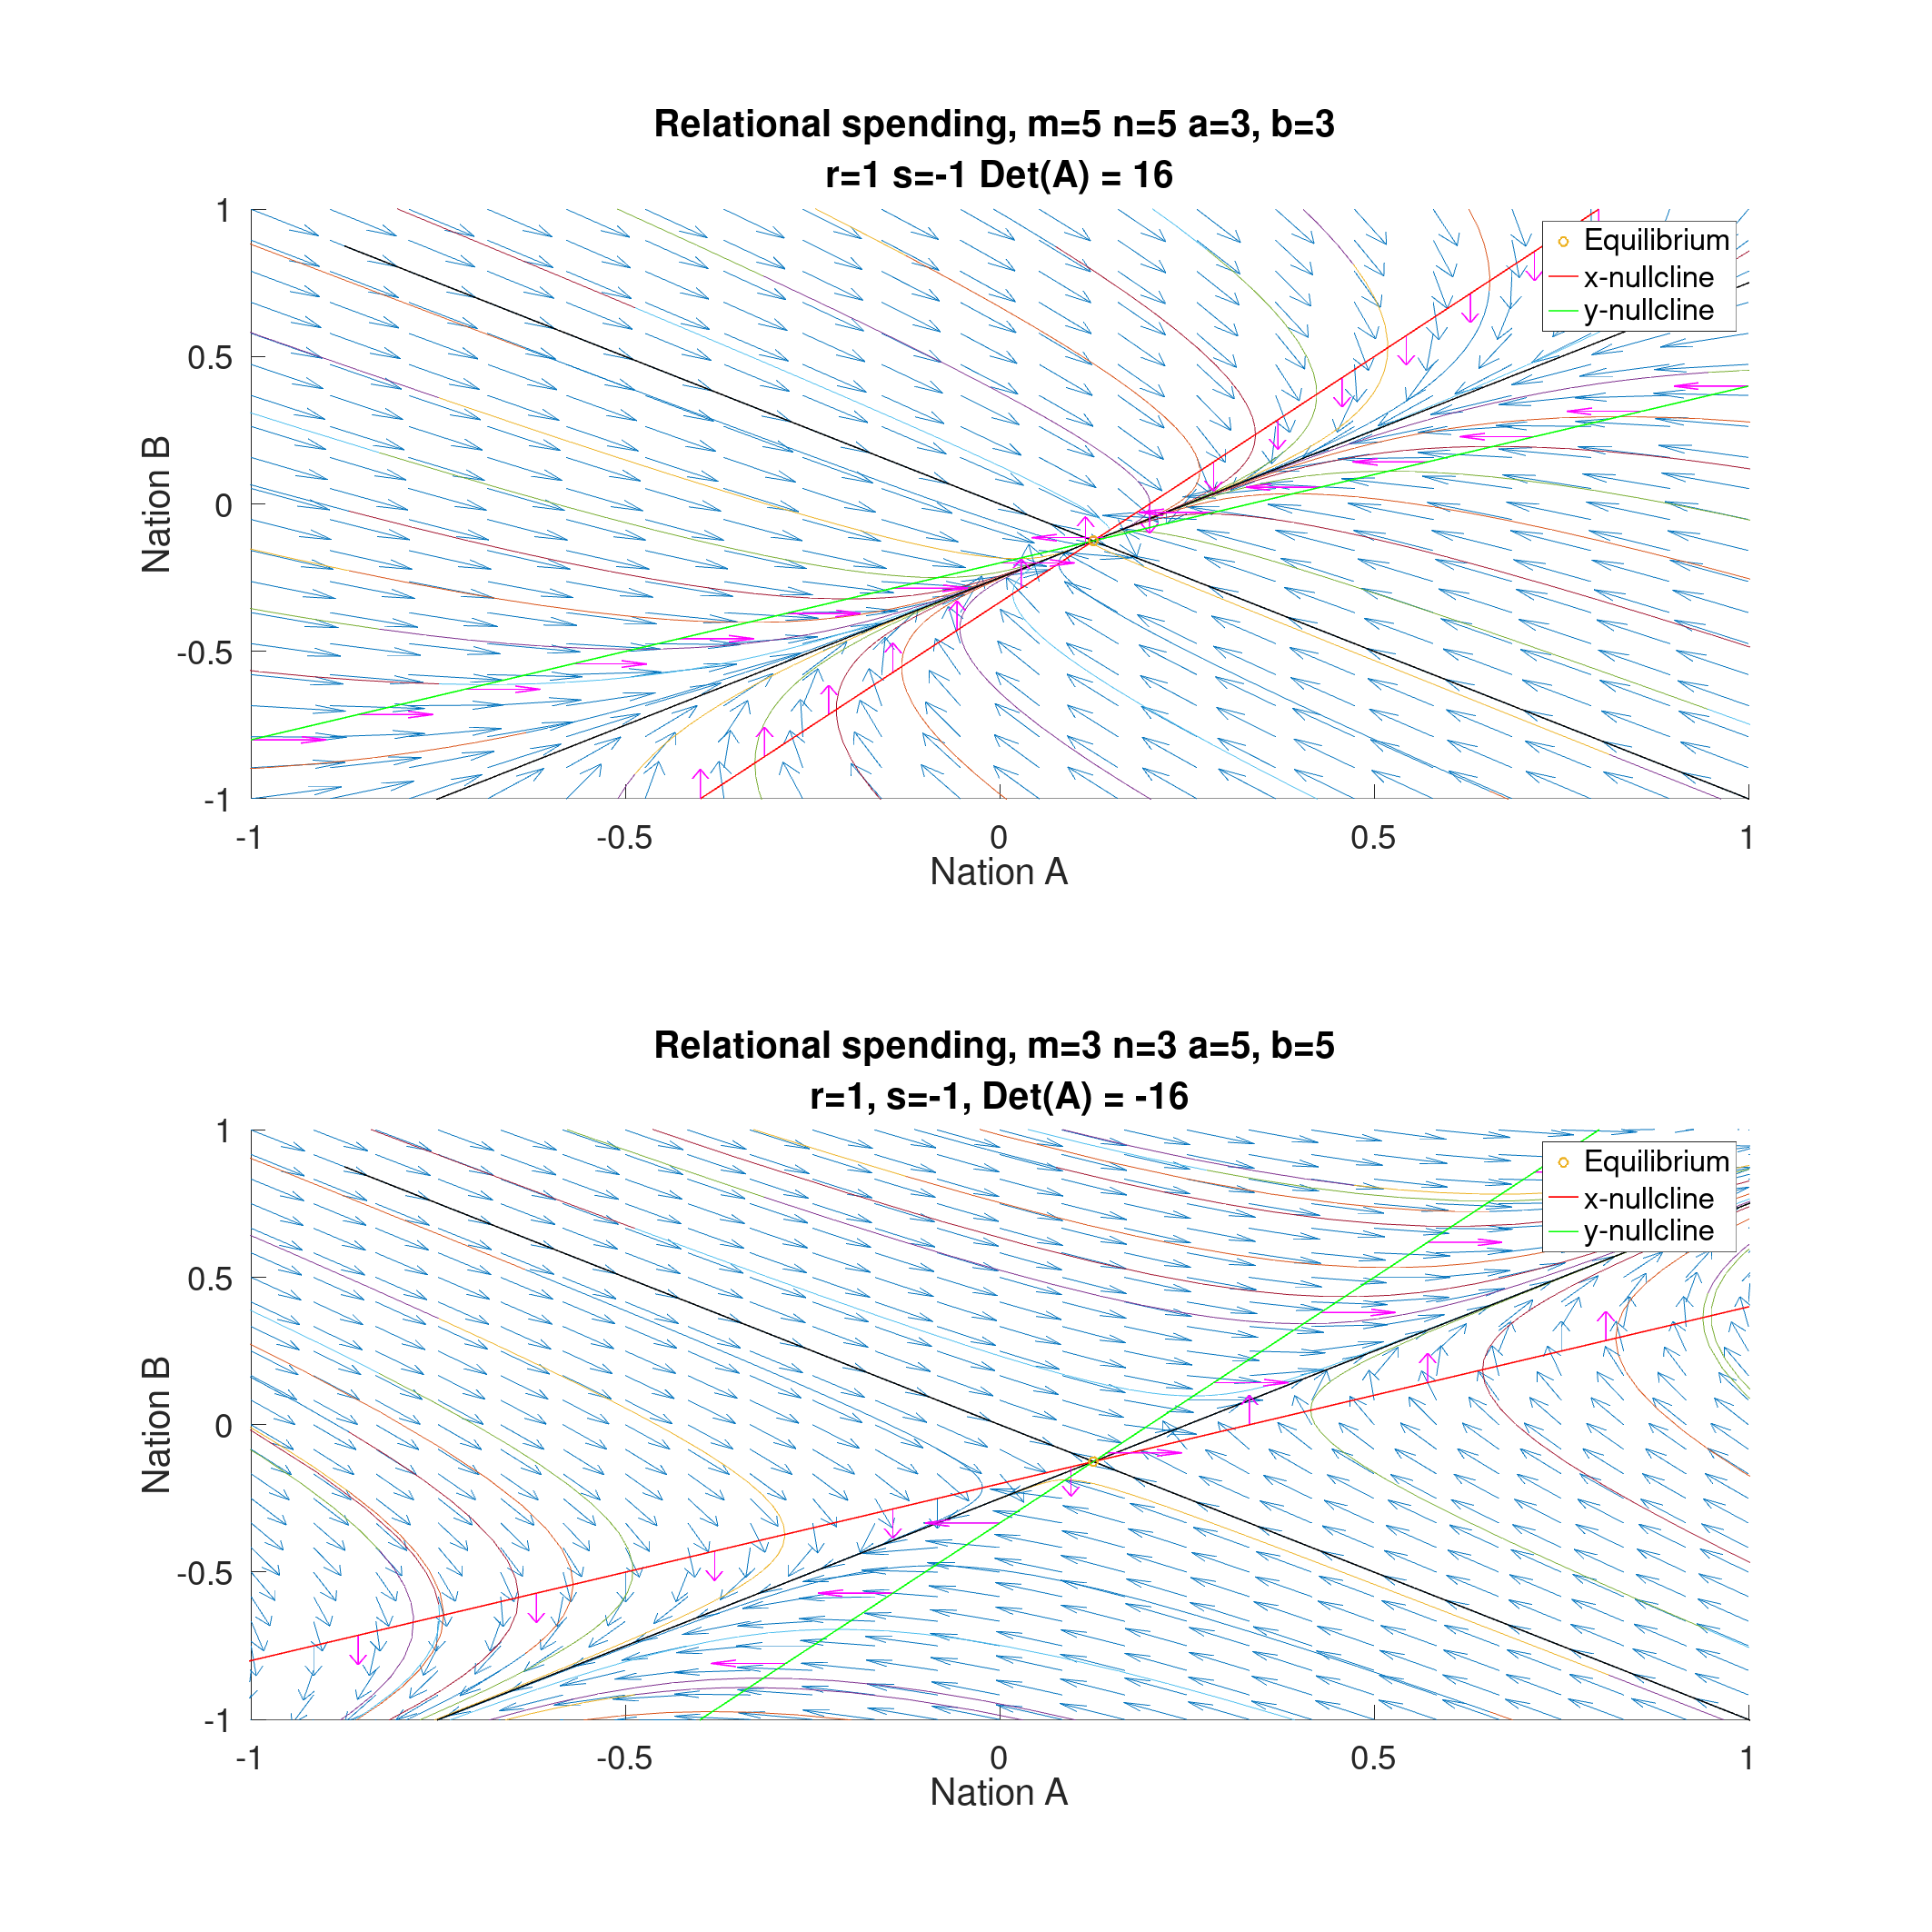 Relational spending, m=5 n=5 a=3, b=3
r=1 s=-1 Det(A) = 16
1
0.5
0
-0.5
-1
Nation B
Equilibrium
x-nullcline
y-nullcline
-1
-0.5
0
0.5
1
Nation A
Relational spending, m=3 n=3 a=5, b=5
r=1, s=-1, Det(A) = -16
1
0.5
0
-0.5
-1
Nation B
Equilibrium
x-nullcline
y-nullcline
-1
-0.5
0
0.5
1
Nation A